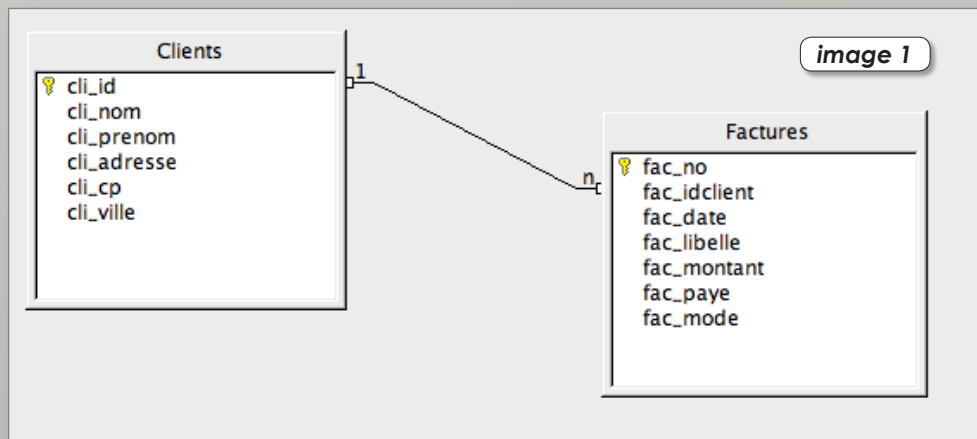 Clients
cli_id
cli_nom
cli_prenom
cli_adresse
cli_cp
cli_ville
1
n
image 1
Factures
fac_no
fac_idclient
fac_date
fac_libelle
fac_montant
fac_paye
fac_mode